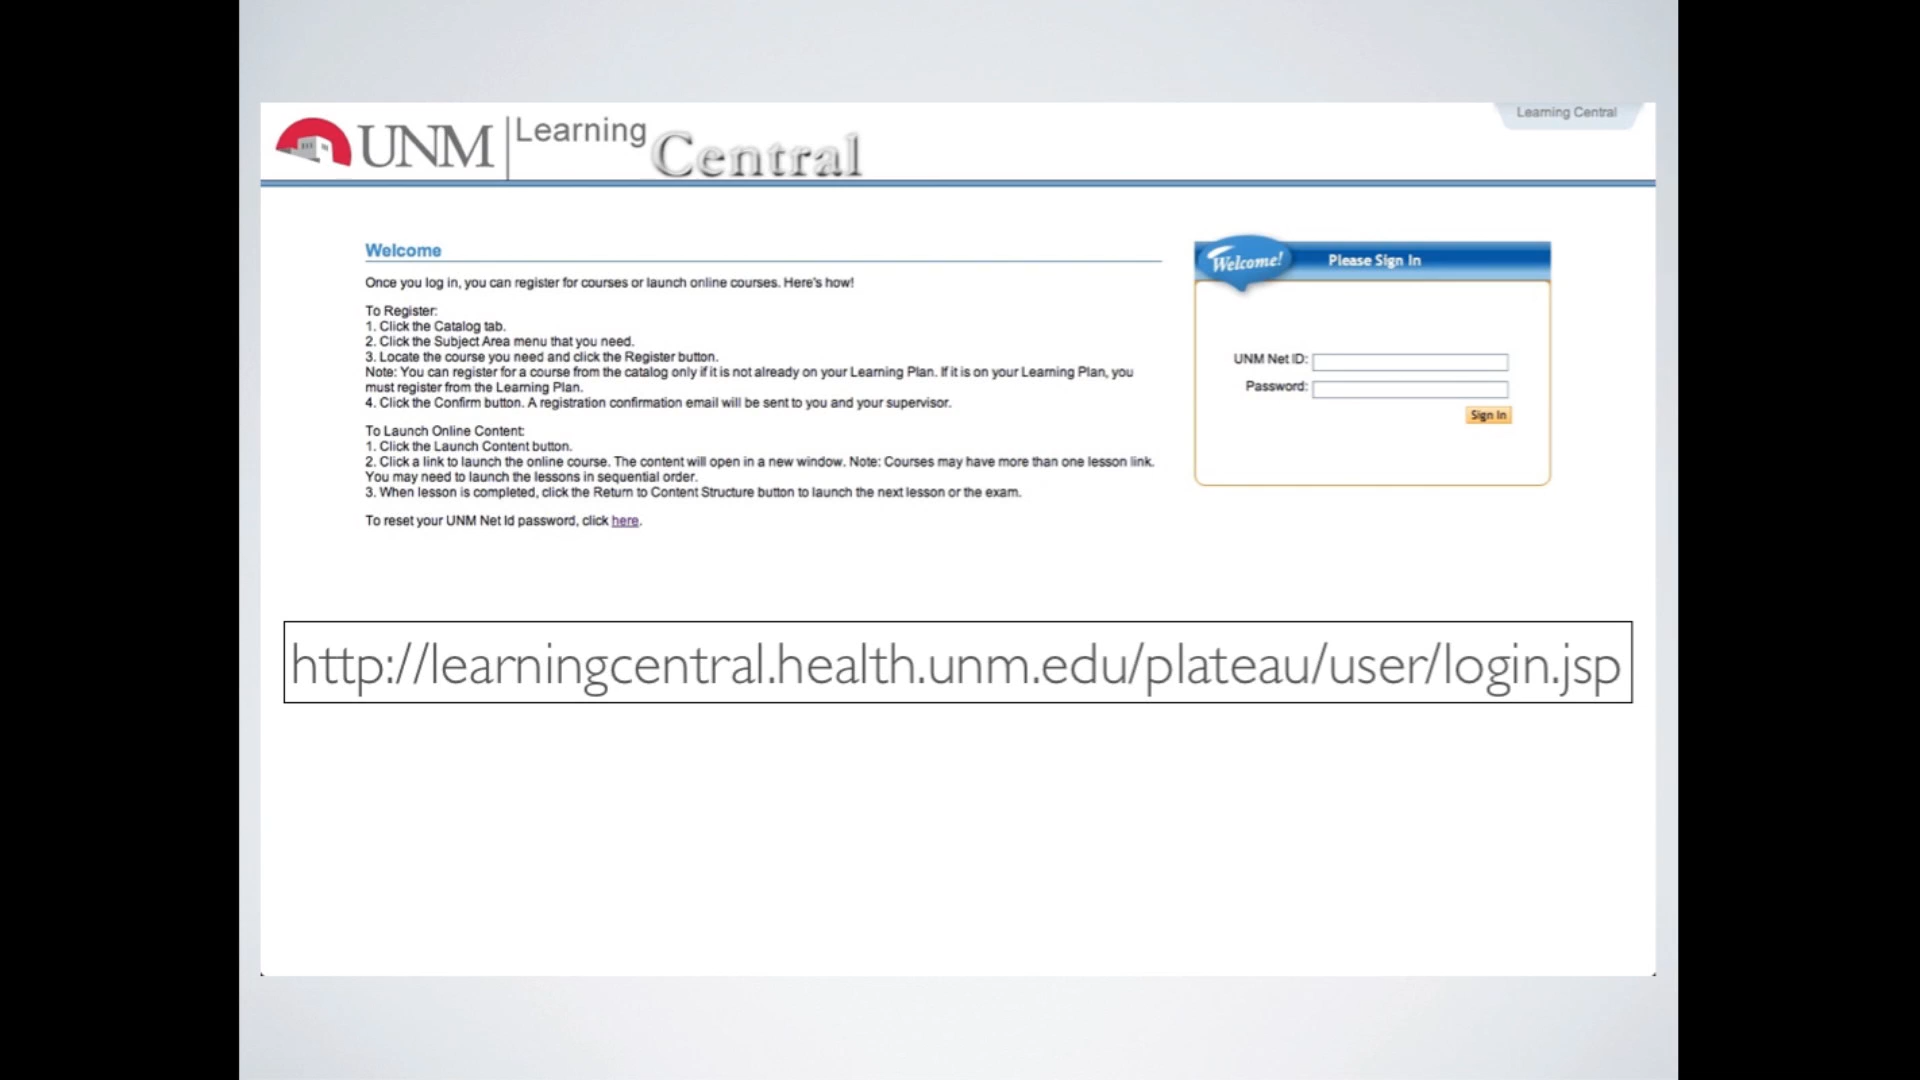 Learning Central
UNM Learning Central
Welcome
Once you log in, you can register for courses or launch online courses. Here's how!
To Register:
1. Click the Catalog tab.
2. Click the Subject Area menu that you need.
3. Locate the course you need and click the Register button.
Note: You can register for a course from the catalog only if it is not already on your Learning Plan. If it is on your Learning Plan, you
must register from the Learning Plan.
4. Click the Confirm button. A registration confirmation email will be sent to you and your supervisor.
To Launch Online Content:
1. Click the Launch Content button.
2. Click a link to launch the online course. The content will open in a new window. Note: Courses may have more than one lesson link.
You may need to launch the lessons in sequential order.
3. When lesson is completed, click the Return to Content Structure button to launch the next lesson or the exam.
To reset your UNM Net Id password, click here.
Welcome!
Please Sign In
UNM Net ID:
Password:
Sign In
http://learningcentral.health.unm.edu/plateau/user/login.jsp